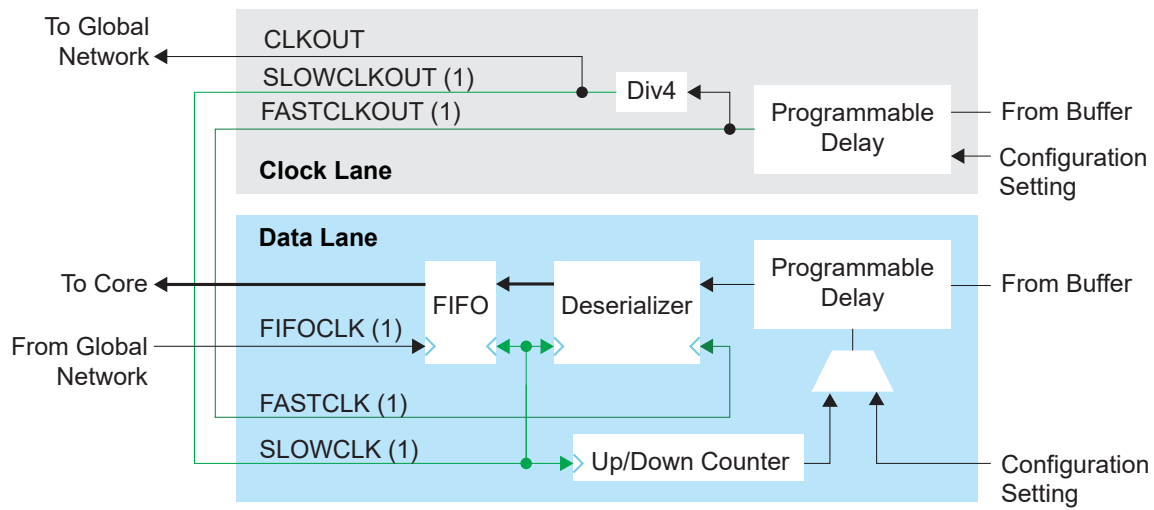 To Global
Network
CLKOUT
SLOWCLKOUT (1)
FASTCLKOUT (1)
Div4
Programmable
Delay
From Buffer
Configuration
Setting
Clock Lane
Data Lane
To Core
FIFO
Deserializer
Programmable
Delay
From Buffer
FIFOCLK (1)
From Global
Network
FASTCLK (1)
SLOWCLK (1)
Up/Down Counter
Configuration
Setting